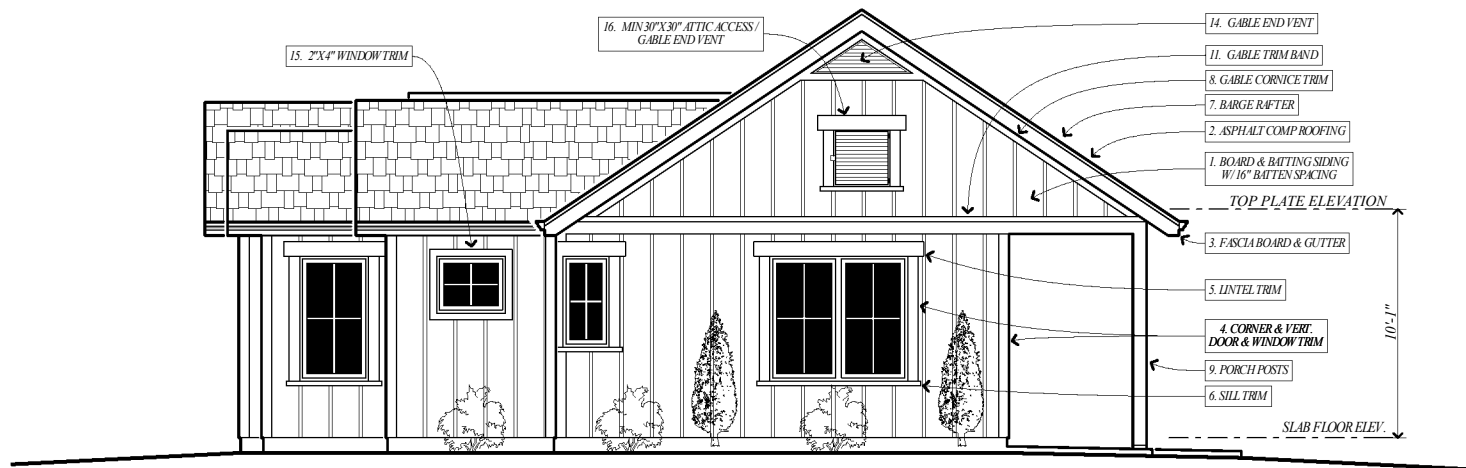 16. MIN 30"X30" ATTIC ACCESS /
GABLE END VENT
15. 2"X4" WINDOW TRIM
14. GABLE END VENT
11. GABLE TRIM BAND
8. GABLE CORNICE TRIM
7. BARGE RAFTER
2. ASPHALT COMP ROOFING
1. BOARD & BATTING SIDING
W/ 16" BATTEN SPACING
TOP PLATE ELEVATION
3. FASCIA BOARD & GUTTER
5. LINTEL TRIM
4. CORNER & VERT.
DOOR & WINDOW TRIM
10'-1"
9. PORCH POSTS
6. SILL TRIM
SLAB FLOOR ELEV.